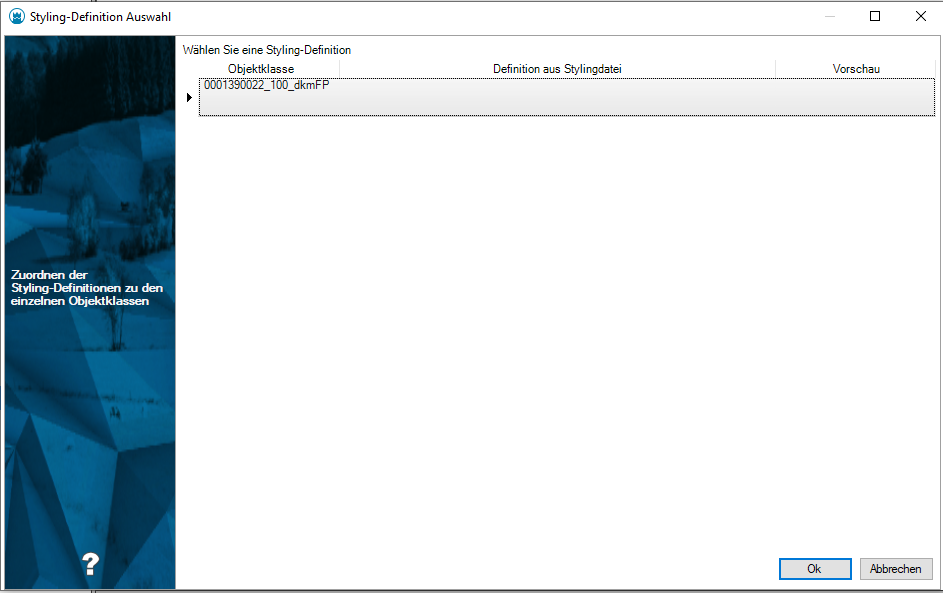 Styling-Definition Auswahl
Wählen Sie eine Styling-Definition
Objektklasse Definition aus Stylingdatei Vorschau
0001390022_100_dkmFP
Zuordnen der
Styling-Definitionen zu den
einzelnen Objektklassen
?
Ok Abbrechen